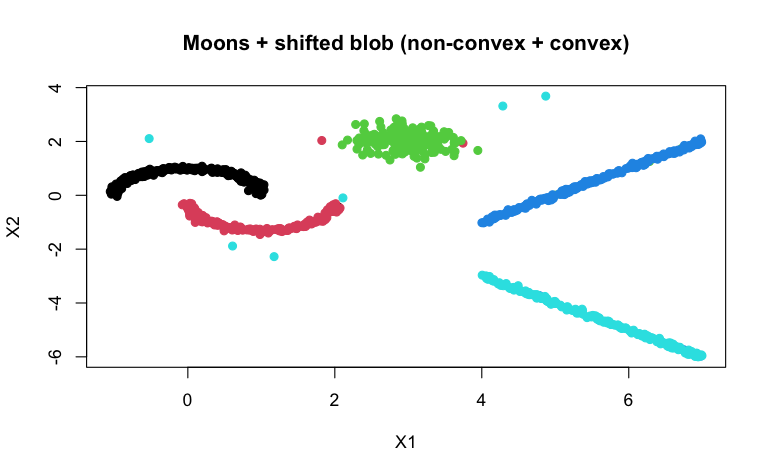 Moons + shifted blob (non-convex + convex)
4
2
0
-2
-4
-6
X2
0 2 4 6
X1